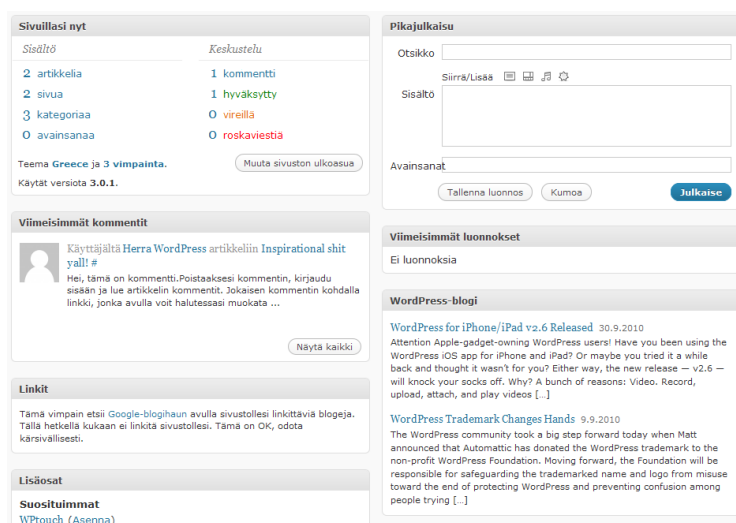 Sivuillasi nyt
Sisältö
Keskustelu
2 artikkelia
1 kommentti
2 sivua
1 hyväksytty
3 kategoriaa
0 vireillä
0 avainsanaa
0 roskaviestiä
Teema Greece ja 3 vimpainta.
Muuta sivuston ulkoasua
Käytät versiota 3.0.1.
Viimeisimmät kommentit
Käyttäjältä Herra WordPress artikkeliin Inspirational shit
yall! #
Hei, tämä on kommentti.Poistaaksesi kommentin, kirjaudu
sisään ja lue artikkelin kommentit. Jokaisen kommentin kohdalla
linkki, jonka avulla voit halutessasi muokata ...
Näytä kaikki
Linkit
Tämä vimpain etsii Google-blogihaun avulla sivustollesi linkittäviä blogeja.
Tällä hetkellä kukaan ei linkitä sivustollesi. Tämä on OK, odota
kärsivällisesti.
Lisäosat
Suosituimmat
WPtouch (Asenna)
Pikajulkaisu
Otsikko
Siirrä/Lisää
Sisältö
Avainsanat
Tallenna luonnos
Kumoa
Julkaise
Viimeisimmät luonnokset
Ei luonnoksia
WordPress-blogi
WordPress for iPhone/iPad v2.6 Released 30.9.2010
Attention Apple-gadget-owning WordPress users! Have you been using the
WordPress iOS app for iPhone and iPad? Or maybe you tried it a while
back and thought it wasn't for you? Either way, the new release — v2.6 —
will knock your socks off. Why? A bunch of reasons: Video. Record,
upload, attach, and play videos […]
WordPress Trademark Changes Hands 9.9.2010
The WordPress community took a big step forward today when Matt
announced that Automattic has donated the WordPress trademark to the
non-profit WordPress Foundation. Moving forward, the Foundation will be
responsible for safeguarding the trademarked name and logo from misuse
toward the end of protecting WordPress and preventing confusion among
people trying […]